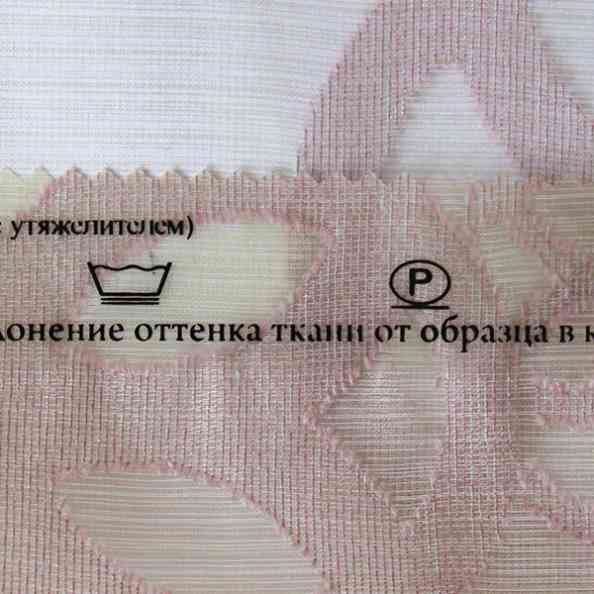 с утяжелителем)
P
лонение оттенка ткани от образца в к